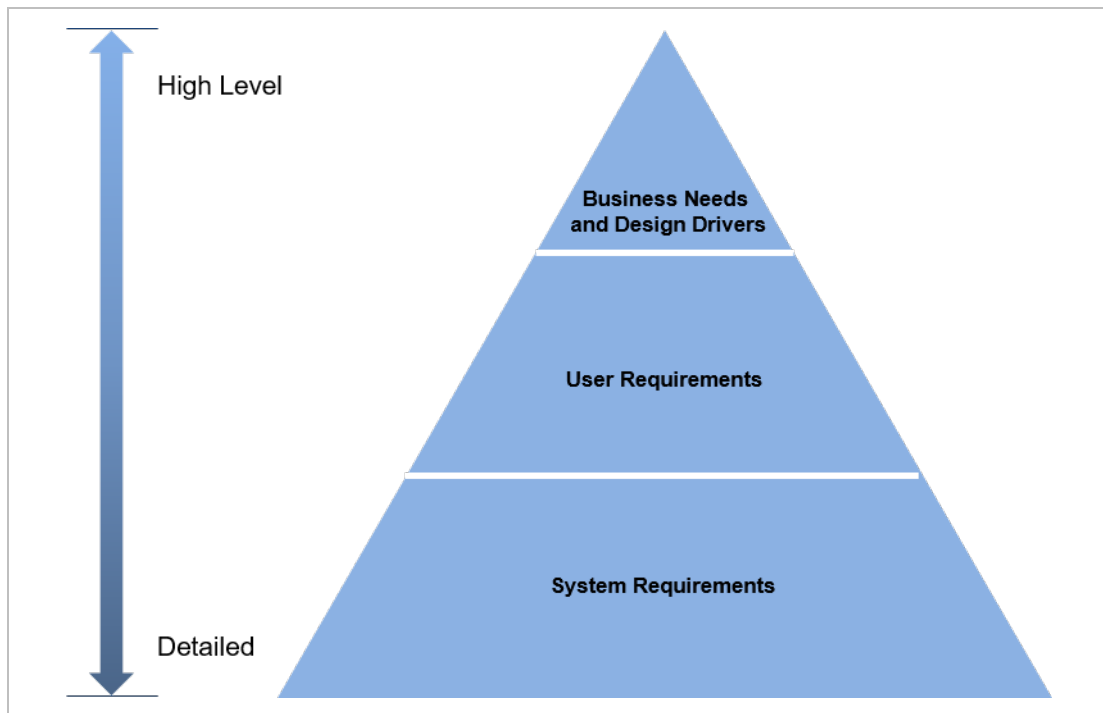 High Level
Business Needs
and Design Drivers
User Requirements
System Requirements
Detailed